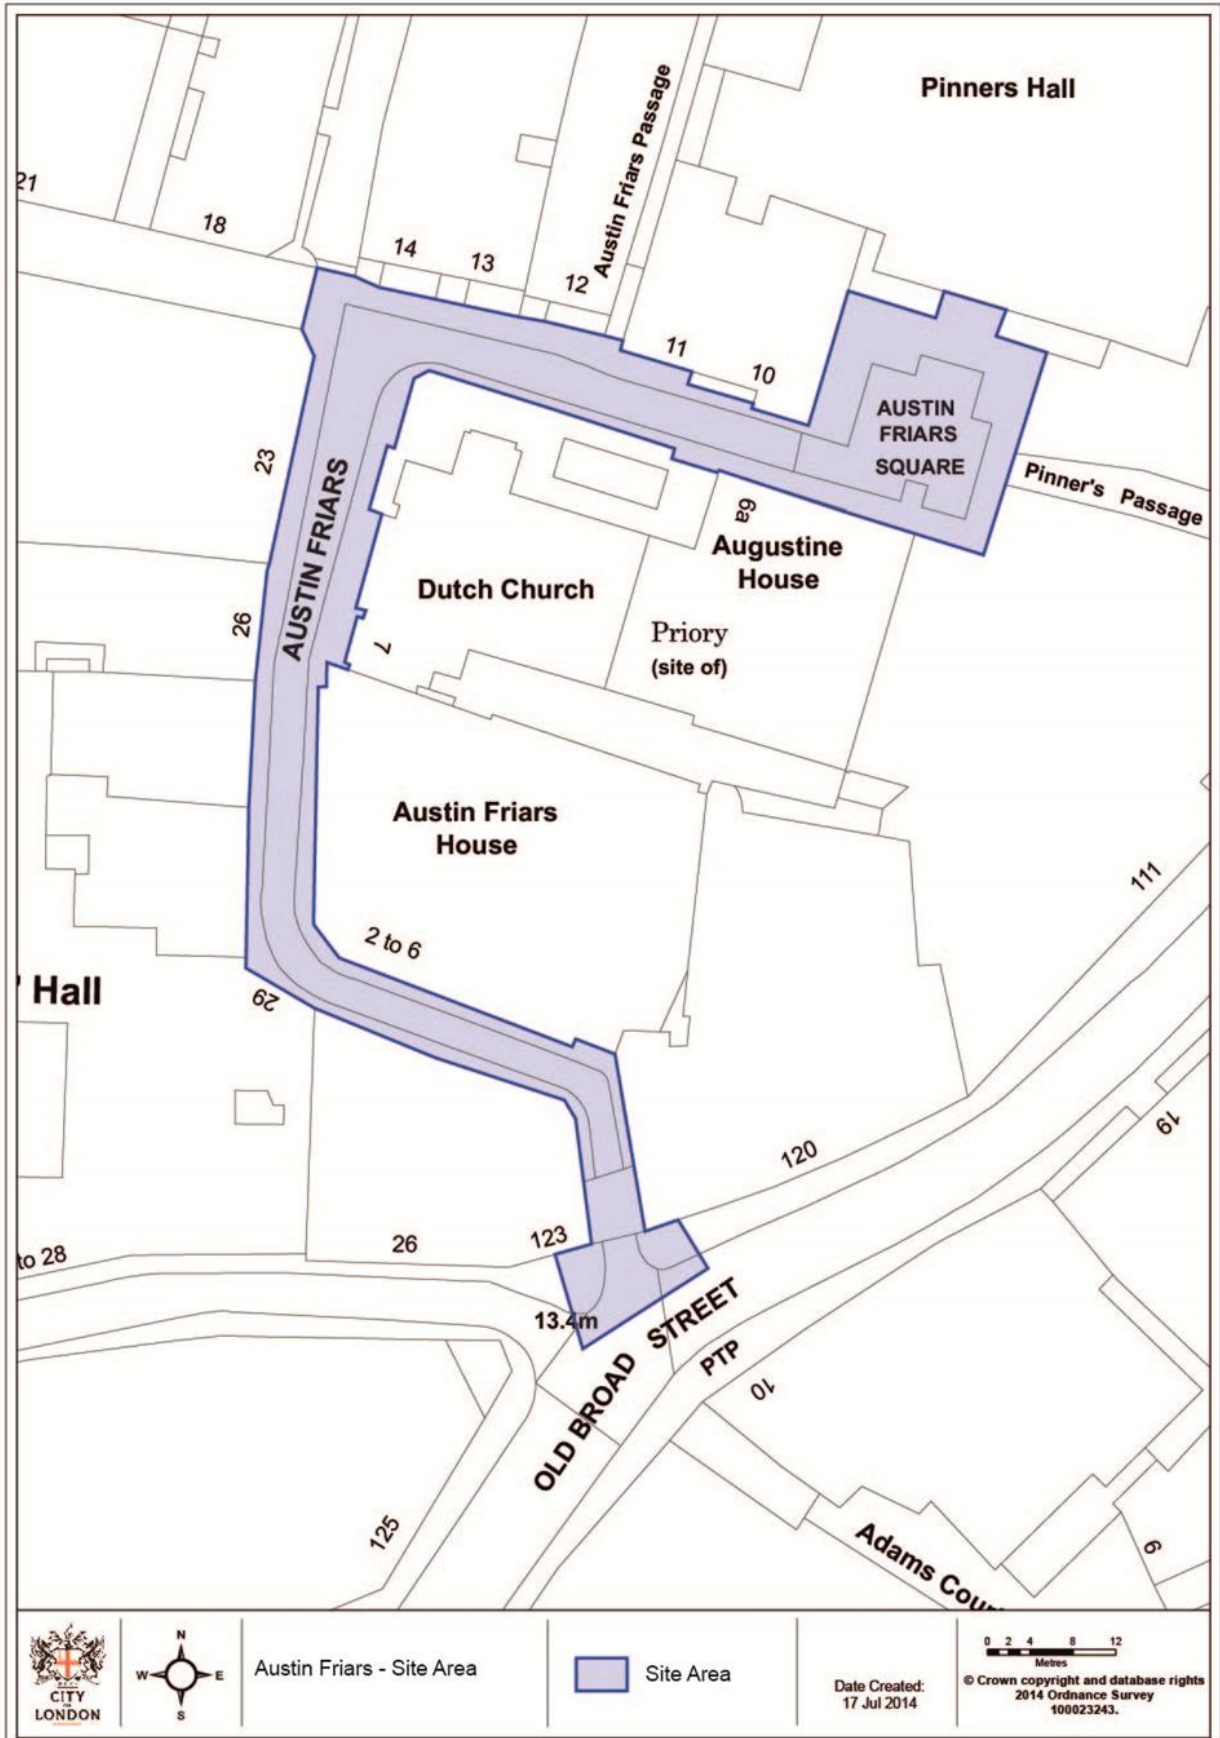 Pinners Hall
Austin Friars Passage
21
18
14
13
12
11
10
AUSTIN
FRIARS
SQUARE
Pinner's Passage
23
AUSTIN FRIARS
6a
Augustine
House
Dutch Church
26
7
Priory
(site of)
Austin Friars
House
111
2 to 6
' Hall
29
19
120
123
26
to 28
13.4m
OLD BROAD STREET
PTP
10
125
Adams Cour
6
CITY
LONDON
N
W E
S
Austin Friars - Site Area
Site Area
Date Created:
17 Jul 2014
0 2 4 8 12
Metres
© Crown copyright and database rights
2014 Ordnance Survey
100023243.